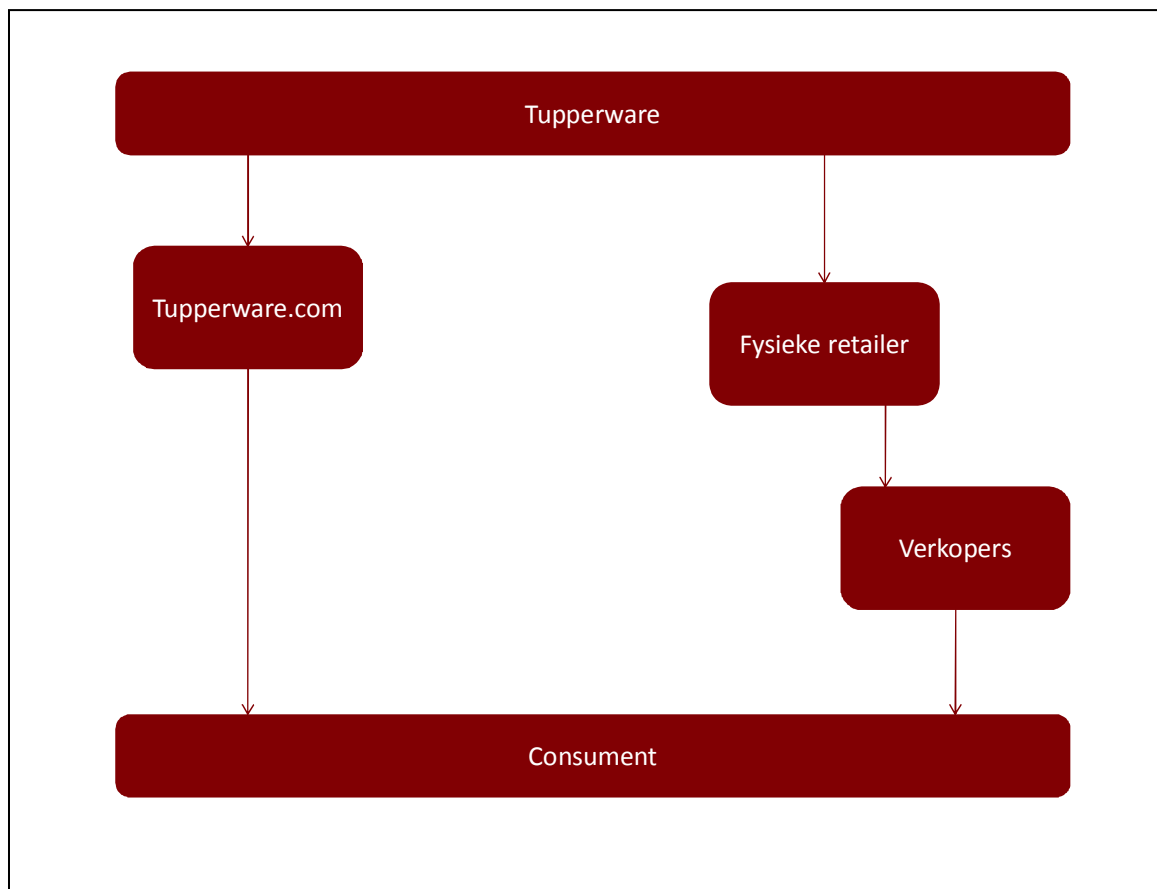 Tupperware
Tupperware.com
Fysieke retailer
Verkopers
Consument